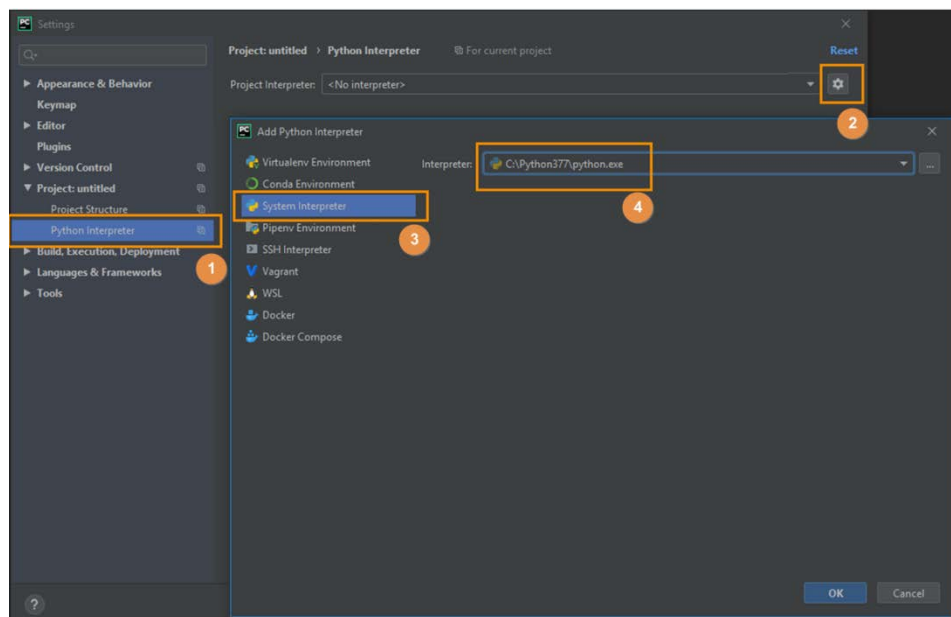 PC Settings
Project: untitled › Python Interpreter For current project Reset
Appearance & Behavior
Project Interpreter: <No interpreter>
Keymap
2
Editor
Plugins
Version Control
Project: untitled
Project Structure
Python Interpreter
1
Build, Execution, Deployment
Languages & Frameworks
Tools
?
PC Add Python Interpreter
Virtualenv Environment
Interpreter: C:\Python377\python.exe ...
4
Conda Environment
System Interpreter
3
Pipenv Environment
SSH Interpreter
Vagrant
WSL
Docker
Docker Compose
OK Cancel